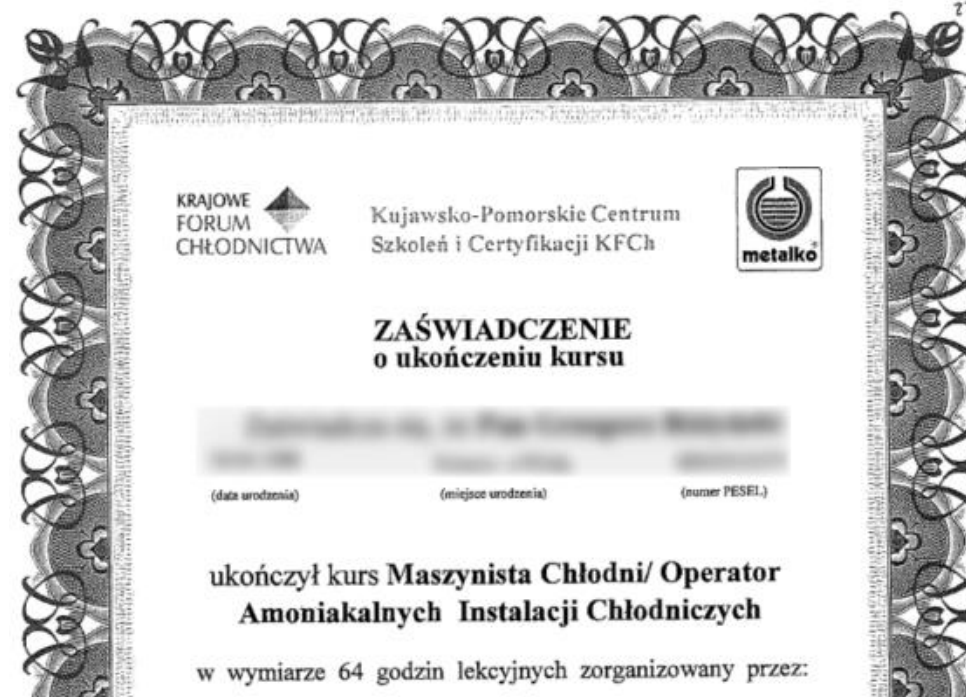 KRAJOWE
FORUM
CHŁODNICTWA
Kujawsko-Pomorskie Centrum
Szkoleń i Certyfikacji KFCh
metalko
ZAŚWIADCZENIE
o ukończeniu kursu
(data urodzenia)
(miejsce urodzenia)
(numer PESEL)
ukończył kurs Maszynista Chłodni/ Operator
Amoniakalnych Instalacji Chłodniczych
w wymiarze 64 godzin lekcyjnych zorganizowany przez: